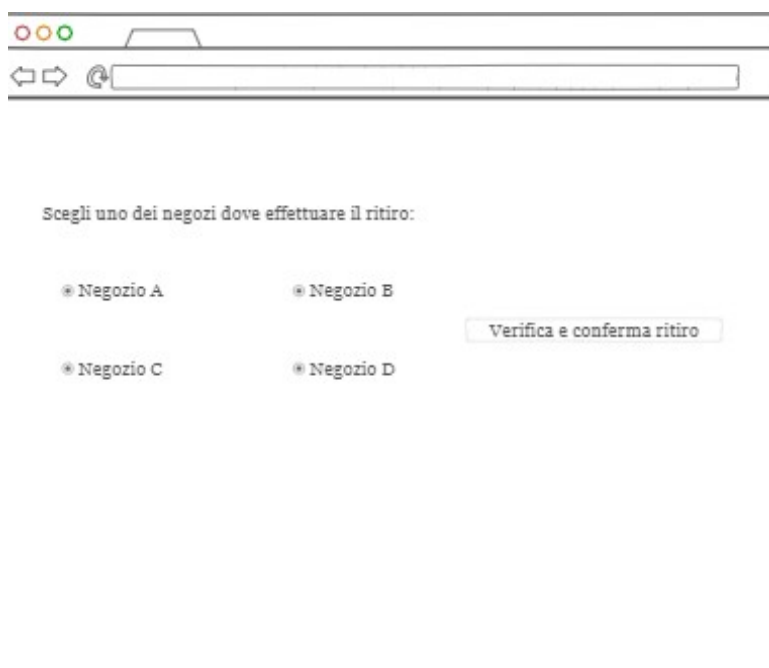 Scegli uno dei negozi dove effettuare il ritiro:
Negozio A
Negozio B
Verifica e conferma ritiro
Negozio C
Negozio D